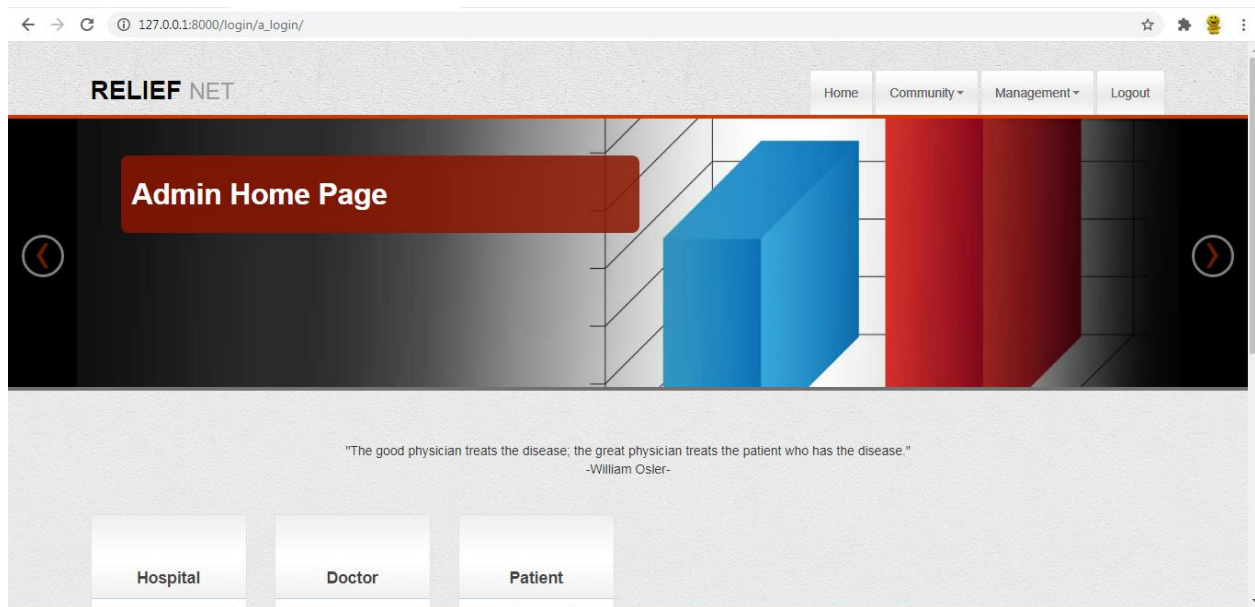 127.0.0.1:8000/login/a_login/
RELIEF NET
Home Community Management Logout
Admin Home Page
"The good physician treats the disease; the great physician treats the patient who has the disease."
-William Osler-
Hospital Doctor Patient